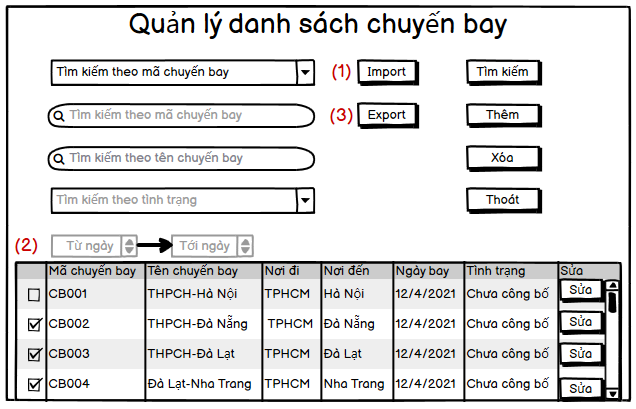 Quản lý danh sách chuyến bay
Tìm kiếm theo mã chuyến bay (1) Import Tìm kiếm
Tìm kiếm theo mã chuyến bay (3) Export Thêm
Tìm kiếm theo tên chuyến bay Xóa
Tìm kiếm theo tình trạng Thoát
(2) Từ ngày Tới ngày
Mã chuyến bay Tên chuyến bay Nơi đi Nơi đến Ngày bay Tình trạng Sửa
CB001 THPCH-Hà Nội TPHCM Hà Nội 12/4/2021 Chưa công bố Sửa
CB002 THPCH-Đà Nẵng TPHCM Đà Nẵng 12/4/2021 Chưa công bố Sửa
CB003 THPCH-Đà Lạt TPHCM Đà Lạt 12/4/2021 Chưa công bố Sửa
CB004 Đà Lạt-Nha Trang TPHCM Nha Trang 12/4/2021 Chưa công bố Sửa